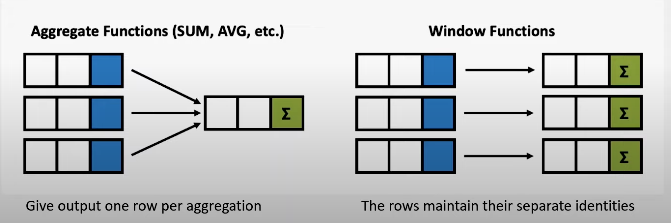 Aggregate Functions (SUM, AVG, etc.)
Σ
Give output one row per aggregation
Window Functions
Σ
Σ
Σ
The rows maintain their separate identities